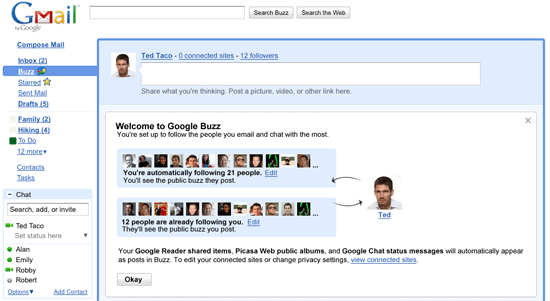 Gmail
by Google
Search Buzz
Search the Web
Compose Mail
Inbox (2)
Buzz
Starred
Sent Mail
Drafts (5)
Family (2)
Hiking (4)
To Do
12 more▾
Contacts
Tasks
− Chat
Search, add, or invite
Ted Taco
Set status here
Alan
Emily
Robby
Robert
Options▾ Add Contact
Ted Taco - 0 connected sites - 12 followers
Share what you're thinking. Post a picture, video, or other link here.
Welcome to Google Buzz
You're set up to follow the people you email and chat with the most.
...
You're automatically following 21 people. Edit
You'll see the public buzz they post.
...
12 people are already following you. Edit
They'll see the public buzz you post.
Ted
Your Google Reader shared items, Picasa Web public albums, and Google Chat status messages will automatically appear
as posts in Buzz. To edit your connected sites or change privacy settings, view connected sites.
Okay